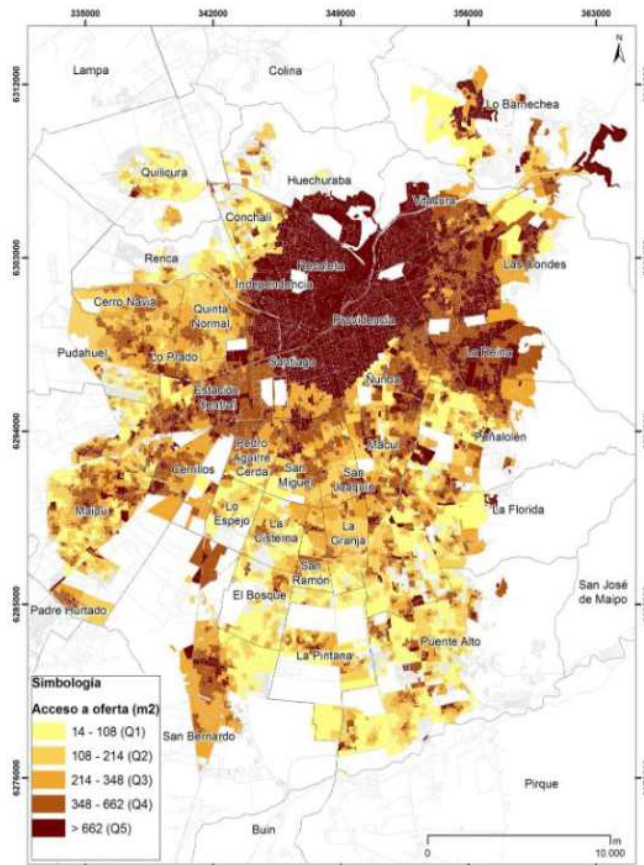 335000 342000 349000 356000 363000
N
6312000
Lampa
Colina
Lo Barnechea
Quilicura
Huechuraba
Vitacura
Conchalí
6303000
Renca
Recoleta
Las Condes
Independencia
Cerro Navia
Quinta
Normal
Providencia
Pudahuel
Lo Prado
Santiago
La Reina
Ñuñoa
Estación
Central
6294000
Peñalolén
Pedro
Aguirre
Cerda
Macul
Cerrillos
San
Miguel
San
Joaquín
Maipú
Lo
Espejo
La Florida
La
Cisterna
La
Granja
San
Ramón
San José
de Maipo
6285000
Padre Hurtado
El Bosque
Puente Alto
La Pintana
Simbología
Acceso a oferta (m2)
14 - 108 (Q1)
108 - 214 (Q2)
214 - 348 (Q3)
348 - 662 (Q4)
> 662 (Q5)
San Bernardo
6276000
Pirque
Buin
m
0 10.000